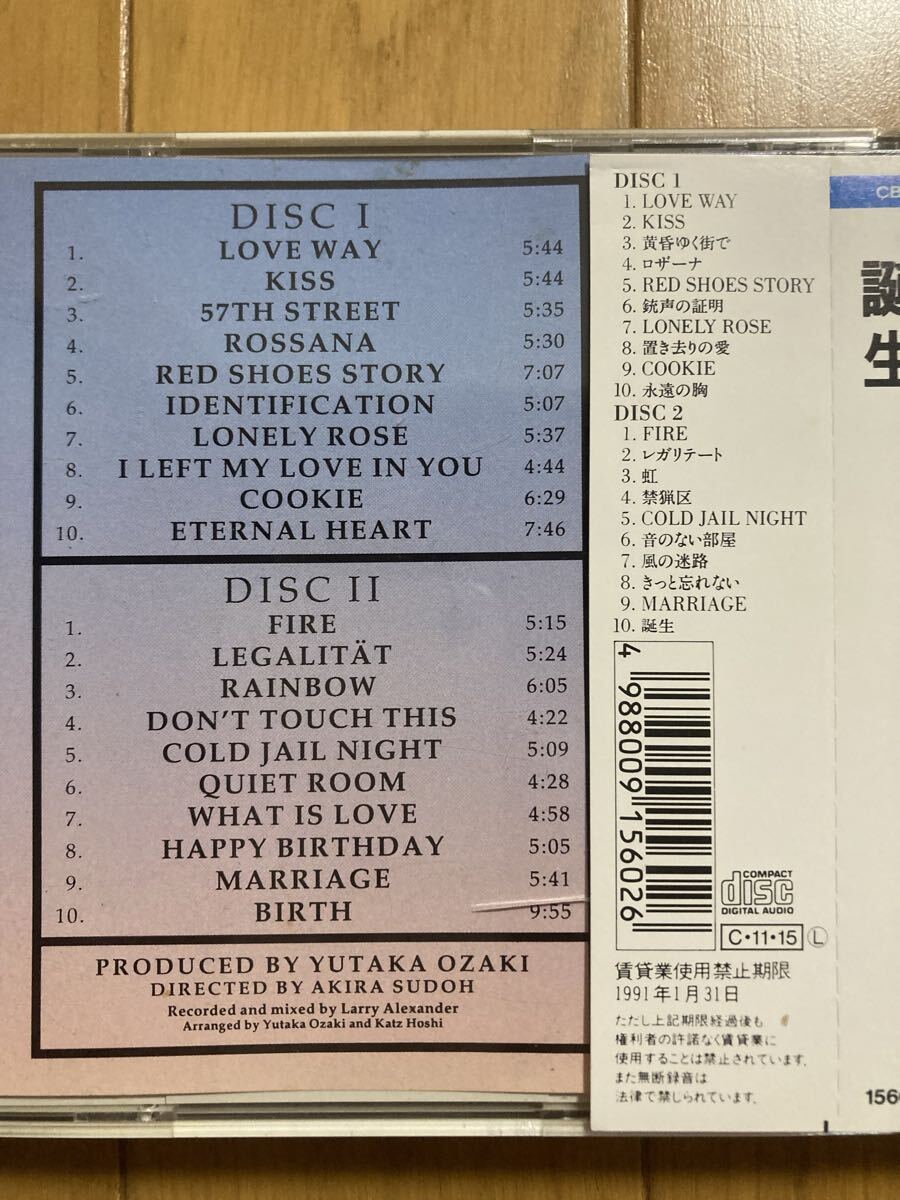 DISC I
1. LOVE WAY 5:44
2. KISS 5:44
3. 57TH STREET 5:35
4. ROSSANA 5:30
5. RED SHOES STORY 7:07
6. IDENTIFICATION 5:07
7. LONELY ROSE 5:37
8. I LEFT MY LOVE IN YOU 4:44
9. COOKIE 6:29
10. ETERNAL HEART 7:46
DISC II
1. FIRE 5:15
2. LEGALITÄT 5:24
3. RAINBOW 6:05
4. DON'T TOUCH THIS 4:22
5. COLD JAIL NIGHT 5:09
6. QUIET ROOM 4:28
7. WHAT IS LOVE 4:58
8. HAPPY BIRTHDAY 5:05
9. MARRIAGE 5:41
10. BIRTH 9:55
PRODUCED BY YUTAKA OZAKI
DIRECTED BY AKIRA SUDOH
Recorded and mixed by Larry Alexander
Arranged by Yutaka Ozaki and Katz Hoshi
DISC 1
1. LOVE WAY
2. KISS
3. 黄昏ゆく街で
4. ロザーナ
5. RED SHOES STORY
6. 銃声の証明
7. LONELY ROSE
8. 置き去りの愛
9. COOKIE
10. 永遠の胸
DISC 2
1. FIRE
2. レガリテート
3. 虹
4. 禁猟区
5. COLD JAIL NIGHT
6. 音のない部屋
7. 風の迷路
8. きっと忘れない
9. MARRIAGE
10. 誕生
4 988009 156026
COMPACT
disc
DIGITAL AUDIO
C・11・15 L
賃貸業使用禁止期限
1991年1月31日
ただし上記期限経過後も
権利者の許諾なく賃貸業に
使用することは禁止されています。
また無断録音は
法律で禁しられています。
CB
誕生
156